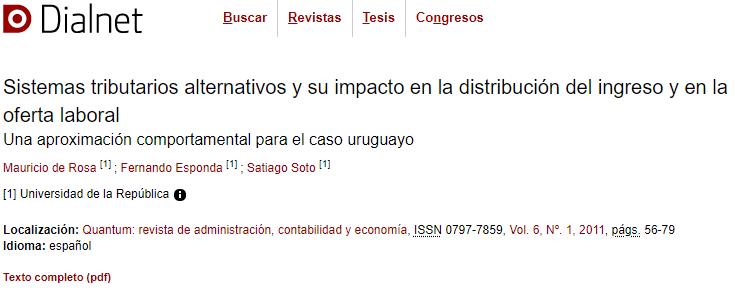 Dialnet
Buscar Revistas Tesis Congresos
Sistemas tributarios alternativos y su impacto en la distribución del ingreso y en la
oferta laboral
Una aproximación comportamental para el caso uruguayo
Mauricio de Rosa [1] ; Fernando Esponda [1] ; Satiago Soto [1]
[1] Universidad de la República i
Localización: Quantum: revista de administración, contabilidad y economía, ISSN 0797-7859, Vol. 6, Nº. 1, 2011, págs. 56-79
Idioma: español
Texto completo (pdf)